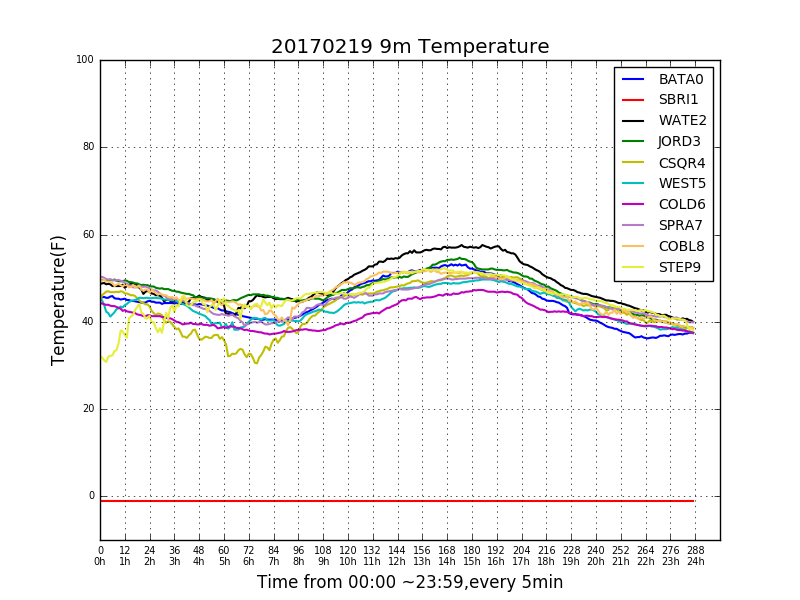 20170219 9m Temperature
100
80
60
40
20
0
Temperature(F)
BATA0
SBRI1
WATE2
JORD3
CSQR4
WEST5
COLD6
SPRA7
COBL8
STEP9
0 12 24 36 48 60 72 84 96 108 120 132 144 156 168 180 192 204 216 228 240 252 264 276 288
0h 1h 2h 3h 4h 5h 6h 7h 8h 9h 10h 11h 12h 13h 14h 15h 16h 17h 18h 19h 20h 21h 22h 23h 24h
Time from 00:00 ~23:59,every 5min